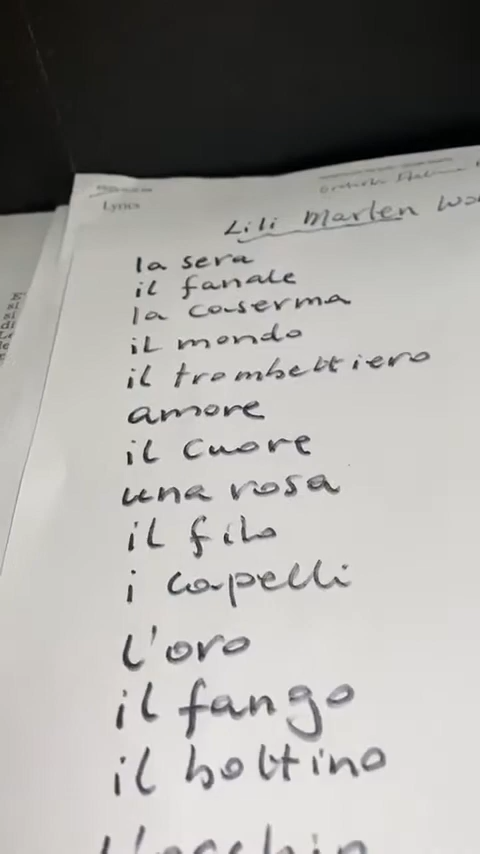 Lyrics
Lili Marlen
la sera
il fanale
la caserma
il mondo
il trombettiero
amore
il cuore
una rosa
il filo
i capelli
l'oro
il fango
il bottino